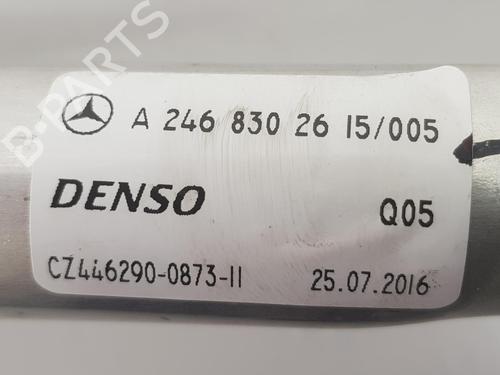 B-PARTS
A 246 830 26 15/005
DENSO
Q05
CZ446290-0873-11
25.07.2016